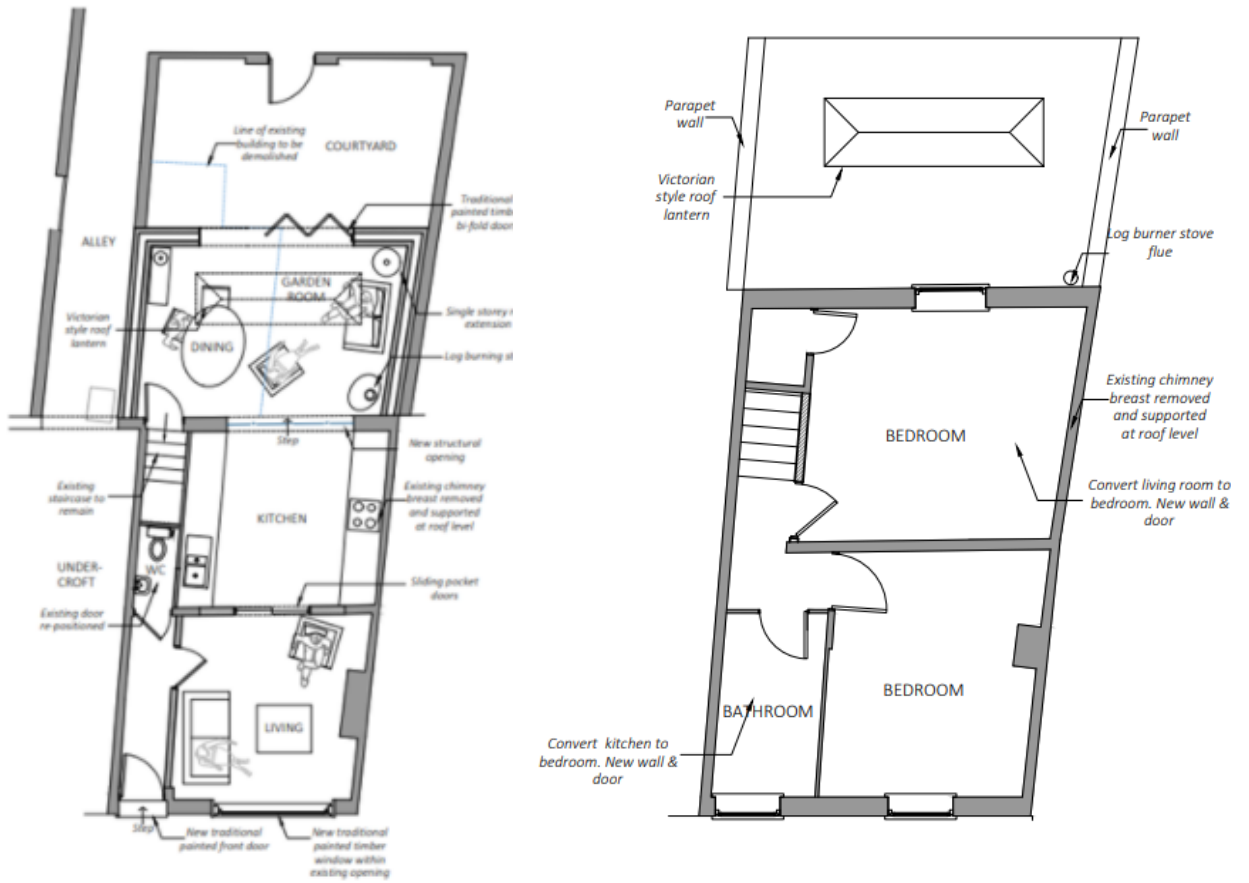 Line of existing
building to be
demolished
COURTYARD
Traditional
painted timbe
bi-fold door
ALLEY
GARDEN
ROOM
Victorian
style roof
lantern
DINING
Single storey r
extension
Log burning st
Step
New structural
opening
Existing
staircase to
remain
KITCHEN
Existing chimney
breast removed
and supported
at roof level
UNDER-
CROFT
WC
Sliding pocket
doors
Existing door
re-positioned
LIVING
Step
New traditional
painted front door
New traditional
painted timber
window within
existing opening
Parapet
wall
Parapet
wall
Victorian
style roof
lantern
Log burner stove
flue
Existing chimney
breast removed
and supported
at roof level
BEDROOM
Convert living room to
bedroom. New wall &
door
BEDROOM
BATHROOM
Convert kitchen to
bedroom. New wall &
door